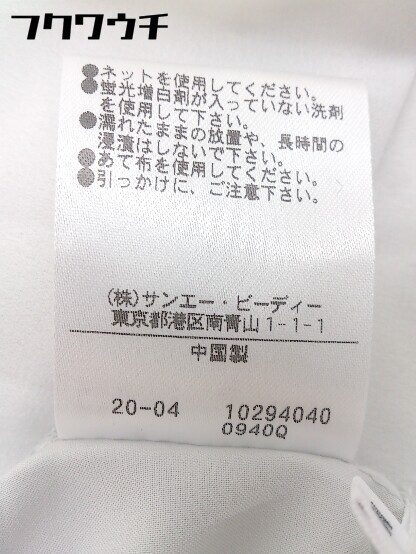 フクワウチ
●ネットを使用してください。
●蛍光増白剤が入っていない洗剤
を使用して下さい。
●濡れたままの放置や、長時間の
浸漬はしないで下さい。
●あて布を使用してください。
●引っかけに、ご注意下さい。
(株)サンエー・ビーディー
東京都港区南青山1-1-1
中国製
20-04 10294040
0940Q